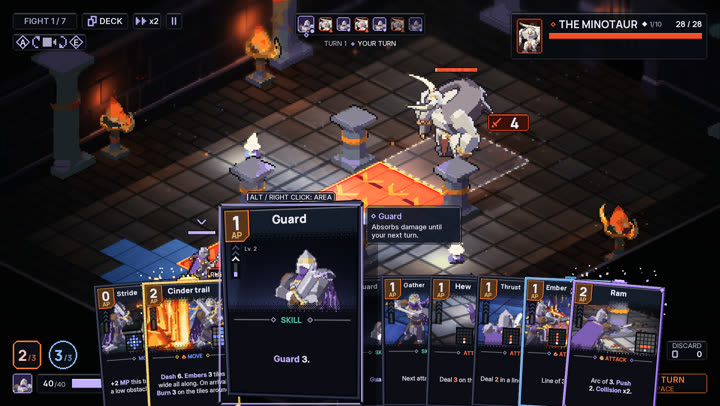 FIGHT 1 / 7
DECK
x2
THE MINOTAUR
1/10
28 / 28
A
E
TURN 1 ◆ YOUR TURN
4
ALT / RIGHT CLICK: AREA
1
AP
Guard
Lv. 2
SKILL
Guard 3.
Guard
Absorbs damage until
your next turn.
0
AP
Stride
+2 MP this
a low obstac
2
AP
Cinder trail
MOVE
Dash 6. Embers 3 tiles
wide all along. On arriva
Burn 3 on the tiles aroun
1
AP
Gather
Next atta
1
AP
Hew
Deal 3 on th
1
AP
Thrust
Deal 2 in a lin
1
AP
Ember
Line of
2
AP
Ram
ATTACK
Arc of 3. Push
2. Collision x2.
2/3
3/3
40/40
DISCARD
0
TURN